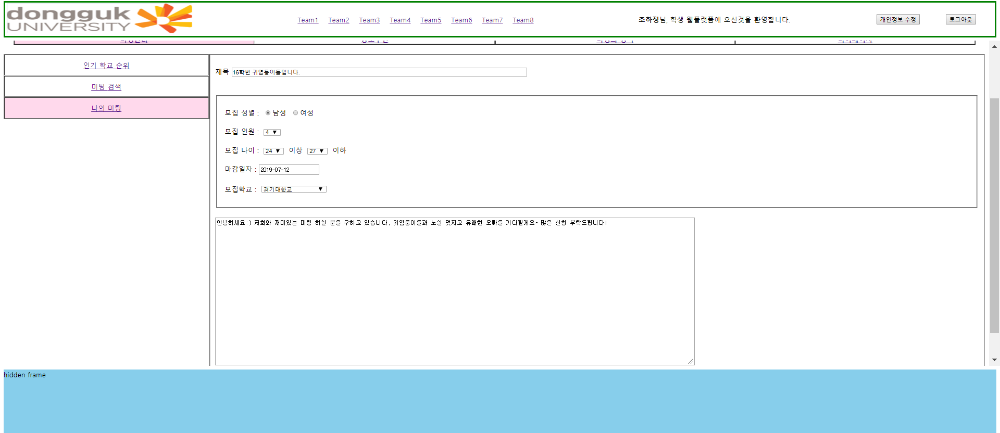 dongguk
UNIVERSITY
Team1 Team2 Team3 Team4 Team5 Team6 Team7 Team8
조하정님, 학생 웹플랫폼에 오신것을 환영합니다.
개인정보 수정 로그아웃
인기 학교 순위
미팅 검색
나의 미팅
제목 16학번 귀염둥이들입니다.
모집 성별 : 남성 여성
모집 인원 : 4
모집 나이 : 24 이상 27 이하
마감일자 : 2019-07-12
모집학교 : 경기대학교
안녕하세요:) 저희와 재미있는 미팅 하실 분을 구하고 있습니다. 귀염둥이들과 노실 멋지고 유쾌한 오빠들 기다릴게요~ 많은 신청 부탁드립니다!
hidden frame